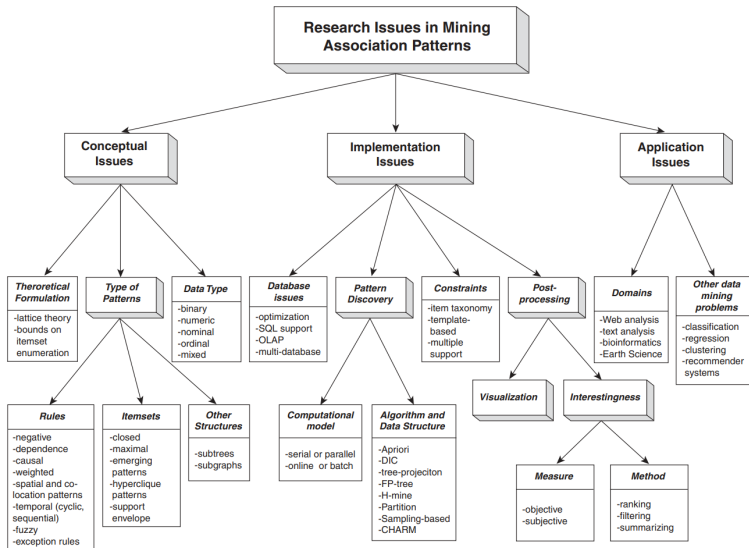 Research Issues in Mining
Association Patterns
Conceptual
Issues
Implementation
Issues
Application
Issues
Theroretical
Formulation
-lattice theory
-bounds on
itemset
enumeration
Type of
Patterns
Data Type
-binary
-numeric
-nominal
-ordinal
-mixed
Database
issues
-optimization
-SQL support
-OLAP
-multi-database
Pattern
Discovery
Constraints
-item taxonomy
-template-
based
-multiple
support
Post-
processing
Domains
-Web analysis
-text analysis
-bioinformatics
-Earth Science
Other data
mining
problems
-classification
-regression
-clustering
-recommender
systems
Rules
-negative
-dependence
-causal
-weighted
-spatial and co-
location patterns
-temporal (cyclic,
sequential)
-fuzzy
-exception rules
Itemsets
-closed
-maximal
-emerging
patterns
-hyperclique
patterns
-support
envelope
Other
Structures
-subtrees
-subgraphs
Computational
model
-serial or parallel
-online or batch
Algorithm and
Data Structure
-Apriori
-DIC
-tree-projeciton
-FP-tree
-H-mine
-Partition
-Sampling-based
-CHARM
Visualization
Interestingness
Measure
-objective
-subjective
Method
-ranking
-filtering
-summarizing